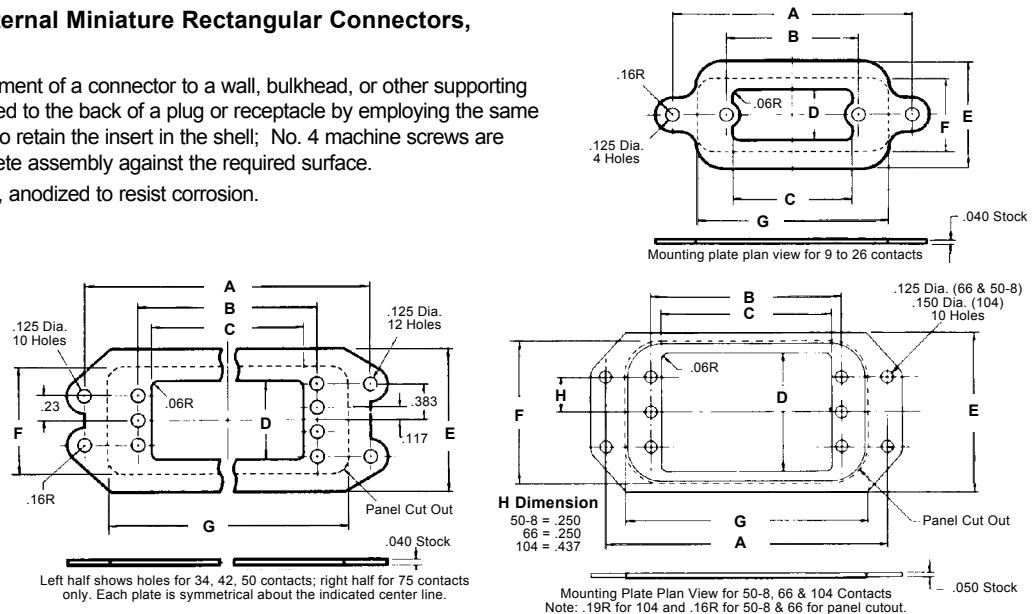 ternal Miniature Rectangular Connectors,
ment of a connector to a wall, bulkhead, or other supporting
ed to the back of a plug or receptacle by employing the same
o retain the insert in the shell; No. 4 machine screws are
ete assembly against the required surface.
, anodized to resist corrosion.
A
B
.16R
.06R
D
F
E
.125 Dia.
4 Holes
C
G
.040 Stock
Mounting plate plan view for 9 to 26 contacts
A
B
C
.125 Dia.
10 Holes
.125 Dia.
12 Holes
.23
.06R
.383
F
D
.117
E
.16R
Panel Cut Out
G
.040 Stock
Left half shows holes for 34, 42, 50 contacts; right half for 75 contacts
only. Each plate is symmetrical about the indicated center line.
B
C
.125 Dia. (66 & 50-8)
.150 Dia. (104)
10 Holes
.06R
H
F
D
E
H Dimension
50-8 = .250
66 = .250
104 = .437
G
Panel Cut Out
A
.050 Stock
Mounting Plate Plan View for 50-8, 66 & 104 Contacts
Note: .19R for 104 and .16R for 50-8 & 66 for panel cutout.